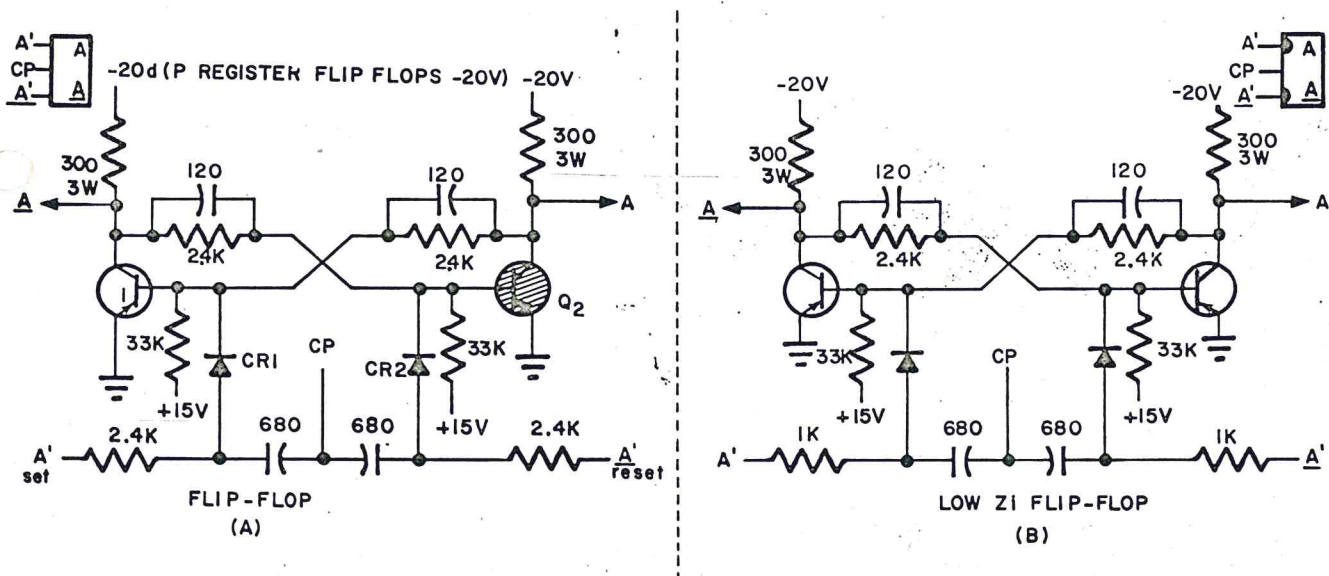 A'
CP
A'
A
A
-20d (P REGISTER FLIP FLOPS -20V) -20V
300
3W
120
120
300
3W
A
A
24K
24K
1
Q2
33K
CR1
CP
CR2
33K
+15V
+15V
2.4K
680
680
2.4K
A'
set
A'
reset
FLIP-FLOP
(A)
A'
CP
A'
A
A
-20V
-20V
300
3W
120
120
300
3W
A
A
2.4K
2.4K
33K
CP
33K
+15V
+15V
1K
680
680
1K
A'
A'
LOW Zi FLIP-FLOP
(B)